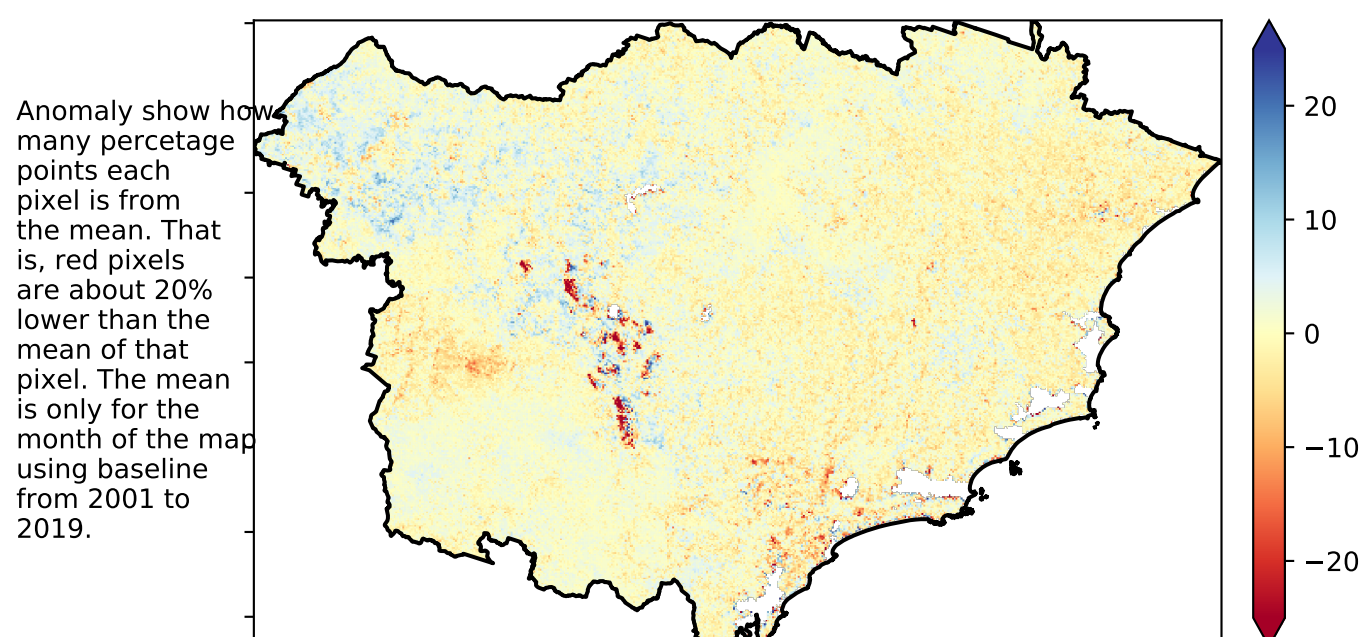 Anomaly show how
many percetage
points each
pixel is from
the mean. That
is, red pixels
are about 20%
lower than the
mean of that
pixel. The mean
is only for the
month of the map
using baseline
from 2001 to
2019.
20
10
0
−10
−20